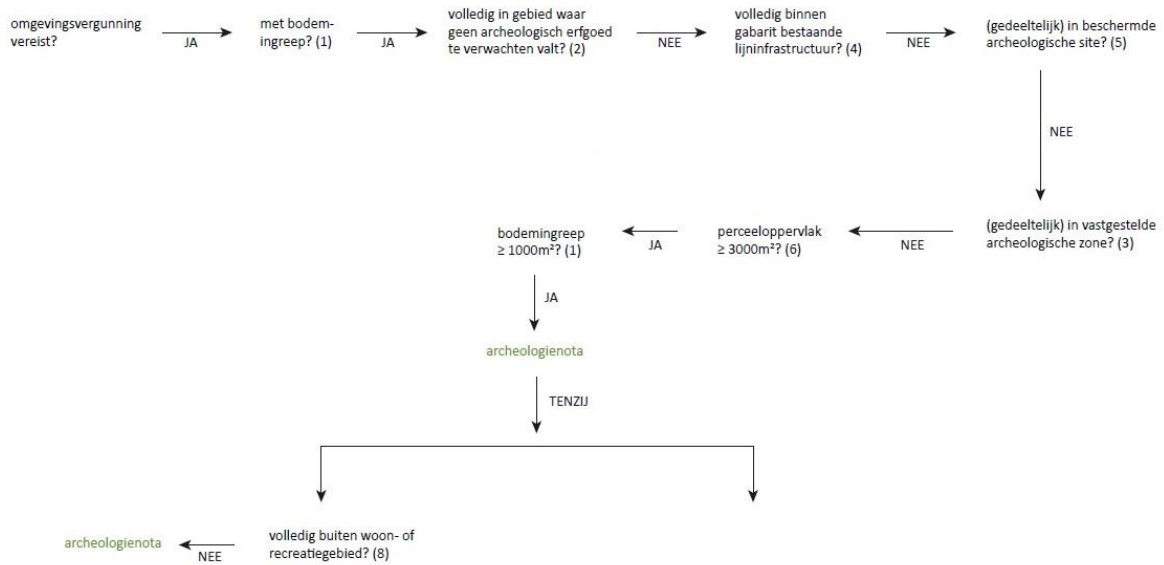 omgevingsvergunning
vereist?
JA
met bodem-
ingreep? (1)
JA
volledig in gebied waar
geen archeologisch erfgoed
te verwachten valt? (2)
NEE
volledig binnen
gabarit bestaande
lijninfrastructuur? (4)
NEE
(gedeeltelijk) in beschermde
archeologische site? (5)
NEE
(gedeeltelijk) in vastgestelde
archeologische zone? (3)
NEE
perceeloppervlak
≥ 3000m²? (6)
JA
bodemingreep
≥ 1000m²? (1)
JA
archeologienota
TENZIJ
volledig buiten woon- of
recreatiegebied? (8)
NEE
archeologienota